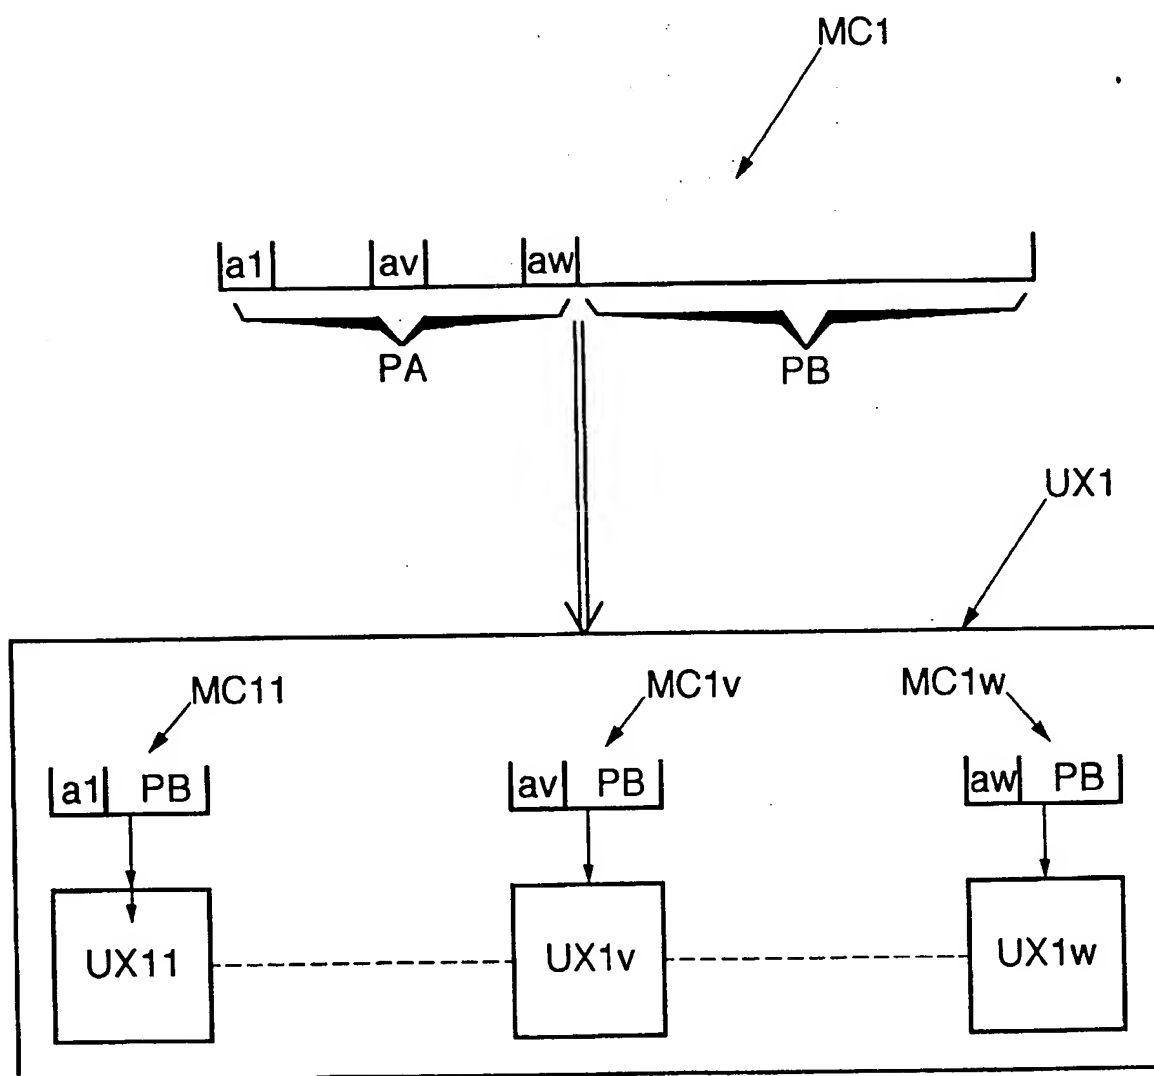 MC1
a1 av aw
PA PB
UX1
MC11 MC1v MC1w
a1 PB av PB aw PB
UX11 UX1v UX1w